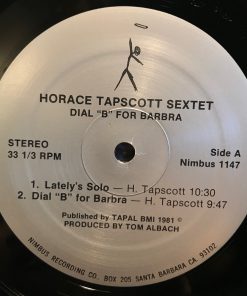 HORACE TAPSCOTT SEXTET
DIAL "B" FOR BARBRA
STEREO
33 1/3 RPM
Side A
Nimbus 1147
1. Lately's Solo — H. Tapscott 10:30
2. Dial "B" for Barbra — H. Tapscott 9:47
Published by TAPAL BMI 1981 ©
PRODUCED BY TOM ALBACH
NIMBUS RECORDING CO. BOX 205 SANTA BARBARA CA. 93102